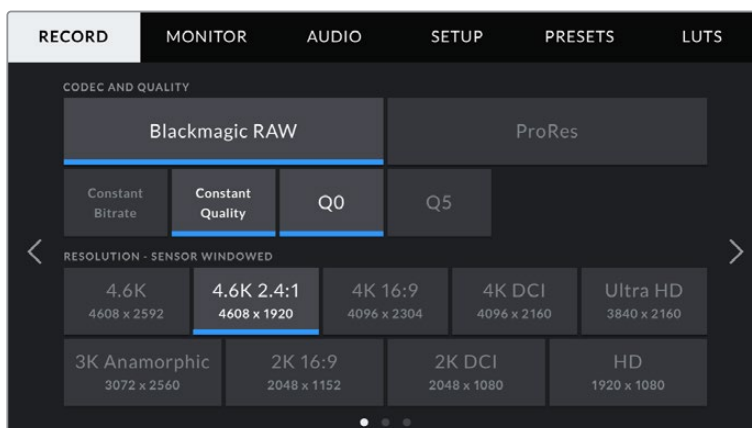 RECORD MONITOR AUDIO SETUP PRESETS LUTS
CODEC AND QUALITY
Blackmagic RAW ProRes
Constant Bitrate Constant Quality Q0 Q5
RESOLUTION - SENSOR WINDOWED
4.6K 4.6K 2.4:1 4K 16:9 4K DCI Ultra HD
4608 x 2592 4608 x 1920 4096 x 2304 4096 x 2160 3840 x 2160
3K Anamorphic 2K 16:9 2K DCI HD
3072 x 2560 2048 x 1152 2048 x 1080 1920 x 1080